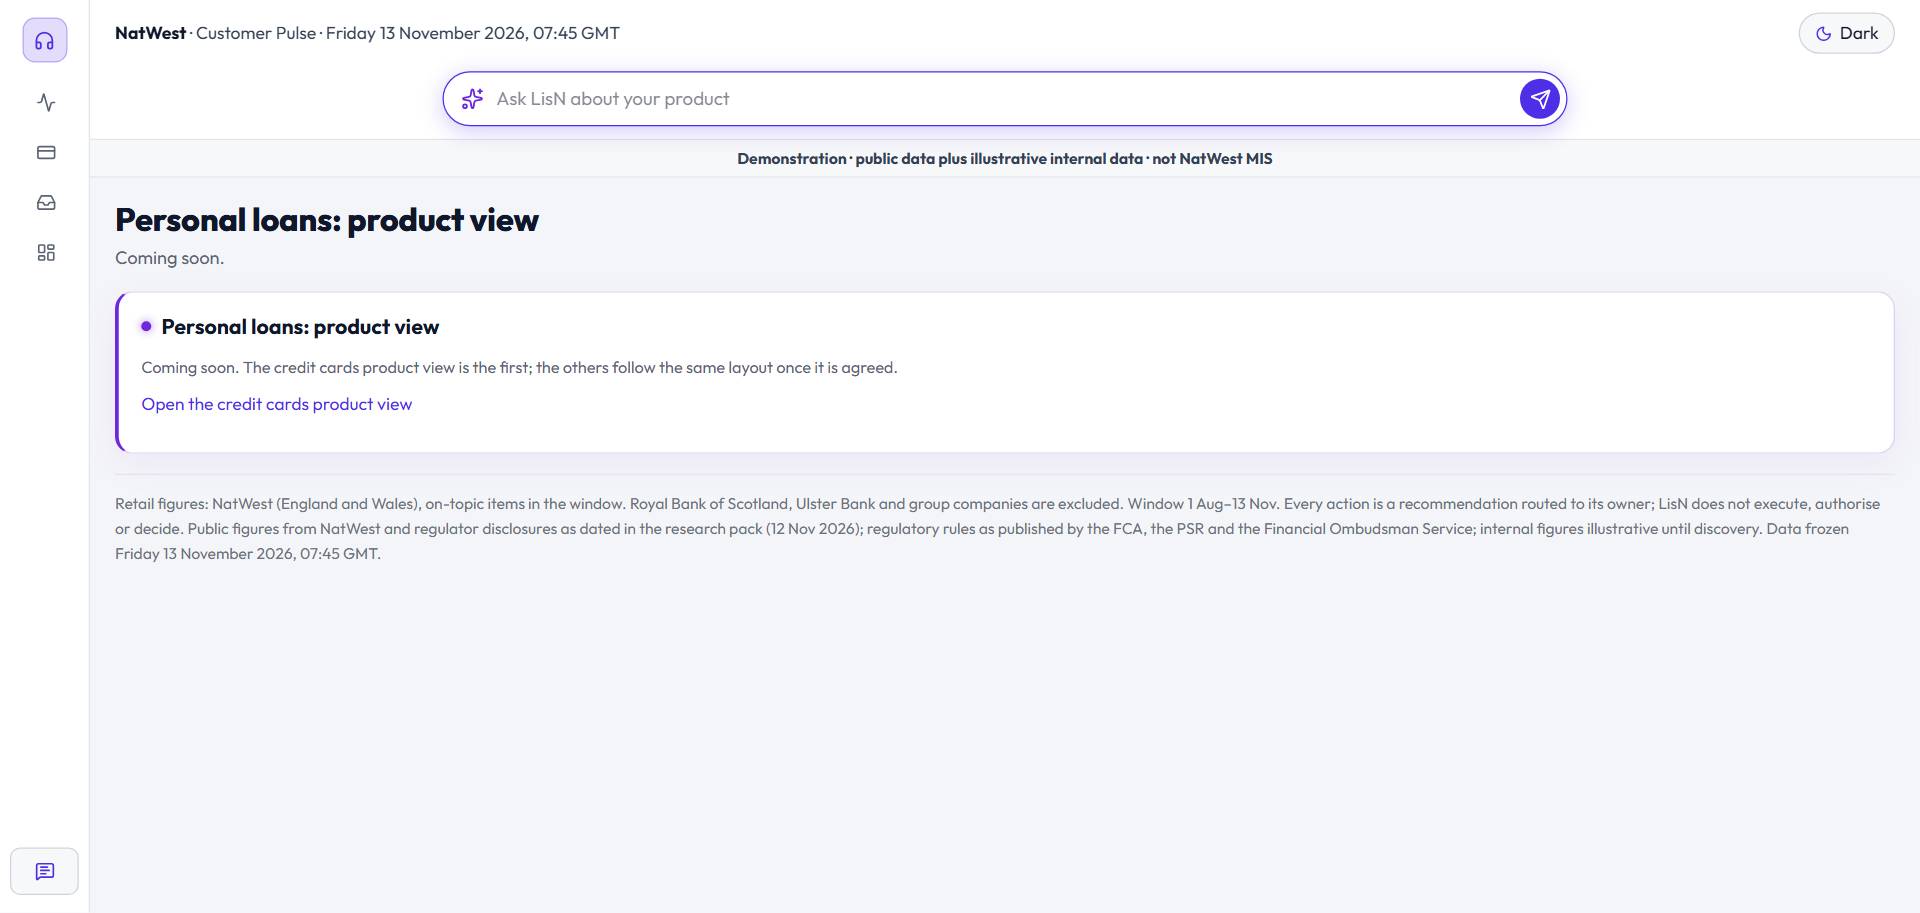 NatWest · Customer Pulse · Friday 13 November 2026, 07:45 GMT
Dark
Ask LisN about your product
Demonstration · public data plus illustrative internal data · not NatWest MIS
Personal loans: product view
Coming soon.
Personal loans: product view
Coming soon. The credit cards product view is the first; the others follow the same layout once it is agreed.
Open the credit cards product view
Retail figures: NatWest (England and Wales), on-topic items in the window. Royal Bank of Scotland, Ulster Bank and group companies are excluded. Window 1 Aug–13 Nov. Every action is a recommendation routed to its owner; LisN does not execute, authorise
or decide. Public figures from NatWest and regulator disclosures as dated in the research pack (12 Nov 2026); regulatory rules as published by the FCA, the PSR and the Financial Ombudsman Service; internal figures illustrative until discovery. Data frozen
Friday 13 November 2026, 07:45 GMT.